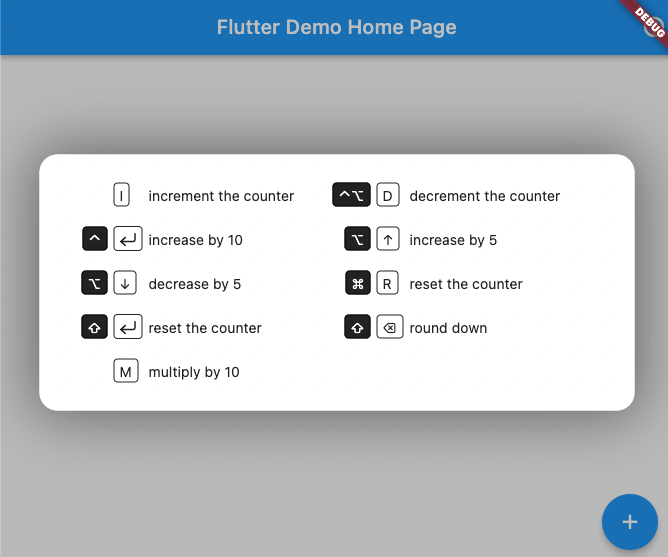 Flutter Demo Home Page
DEBUG
I increment the counter
⌃⌥ D decrement the counter
⌃ ↵ increase by 10
⌥ ↑ increase by 5
⌥ ↓ decrease by 5
⌘ R reset the counter
⇧ ↵ reset the counter
⇧ ⌫ round down
M multiply by 10
+